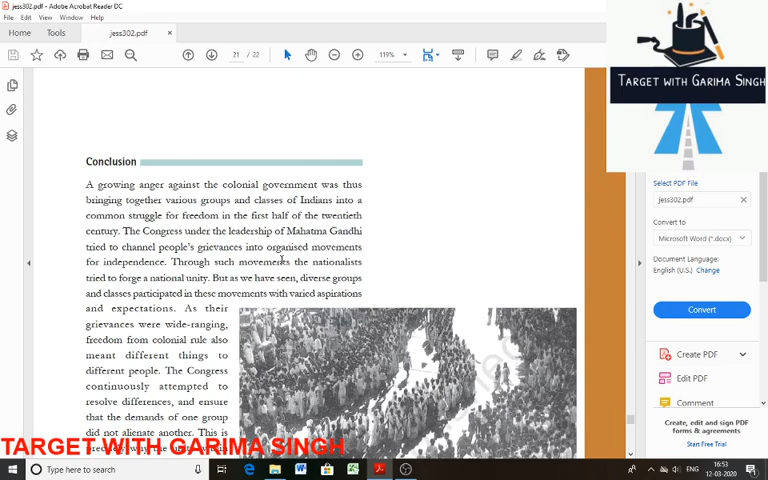 jess302.pdf - Adobe Acrobat Reader DC
File Edit View Window Help
Home Tools jess302.pdf ×
21 / 22 119%
TARGET WITH GARIMA SINGH
Conclusion
A growing anger against the colonial government was thus
bringing together various groups and classes of Indians into a
common struggle for freedom in the first half of the twentieth
century. The Congress under the leadership of Mahatma Gandhi
tried to channel people's grievances into organised movements
for independence. Through such movements the nationalists
tried to forge a national unity. But as we have seen, diverse groups
and classes participated in these movements with varied aspirations
and expectations. As their
grievances were wide-ranging,
freedom from colonial rule also
meant different things to
different people. The Congress
continuously attempted to
resolve differences, and ensure
that the demands of one group
did not alienate another. This is
precisely why the unity within
Select PDF File
jess302.pdf
Convert to
Microsoft Word (*.docx)
Document Language:
English (U.S.) Change
Convert
Create PDF
Edit PDF
Comment
Create, edit and sign PDF
forms & agreements
Start Free Trial
TARGET WITH GARIMA SINGH
Type here to search
ENG
16:53
12-03-2020